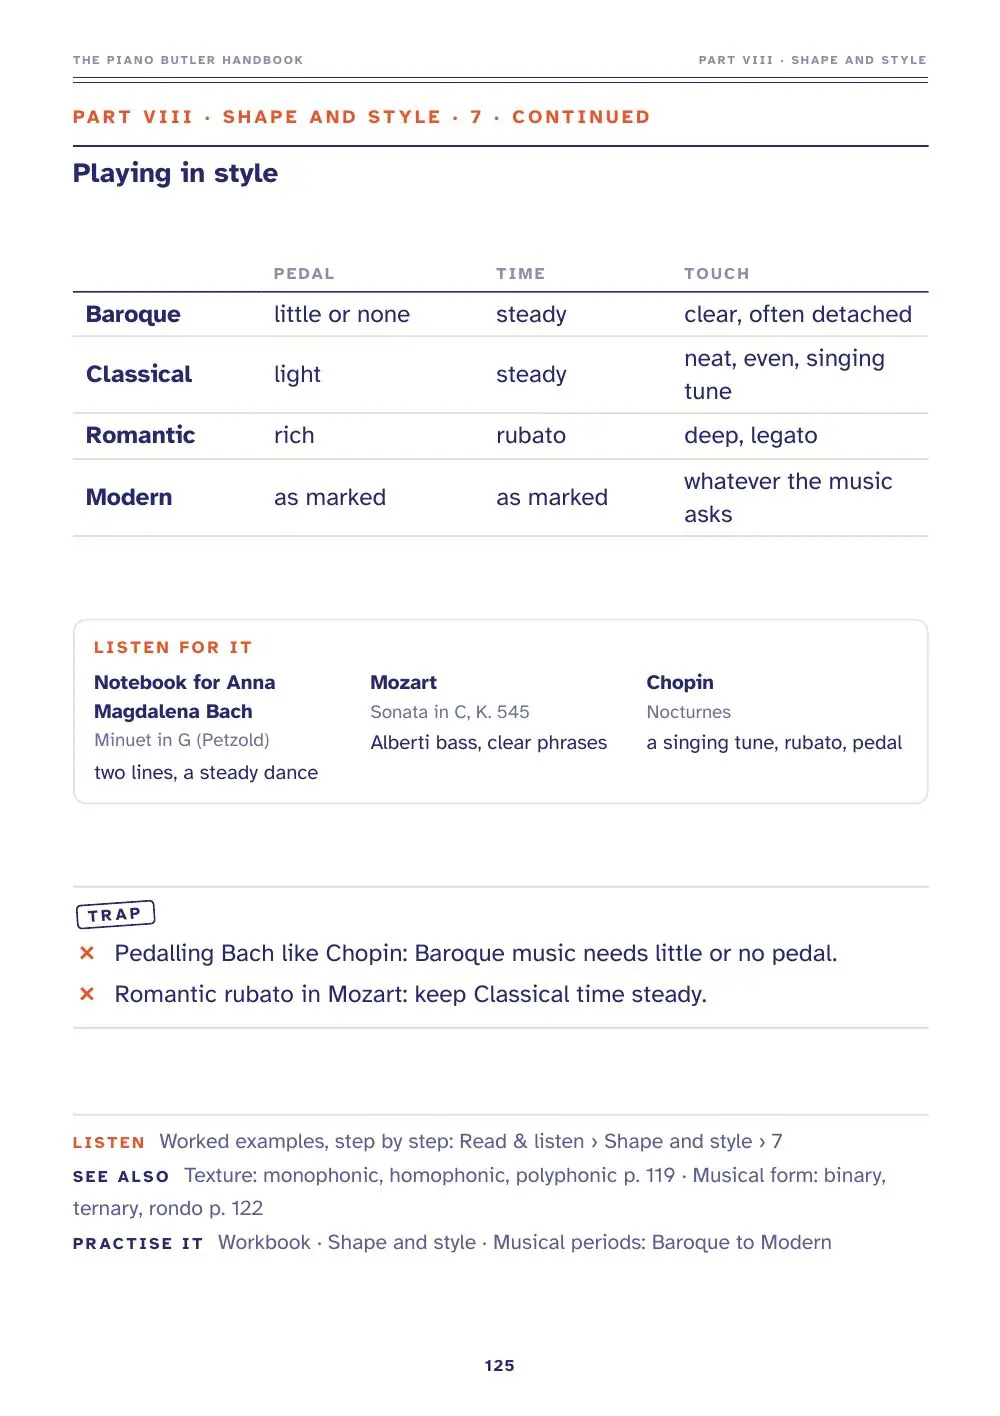 THE PIANO BUTLER HANDBOOK
PART VIII · SHAPE AND STYLE
PART VIII · SHAPE AND STYLE · 7 · CONTINUED
Playing in style
PEDAL TIME TOUCH
Baroque little or none steady clear, often detached
Classical light steady neat, even, singing
tune
Romantic rich rubato deep, legato
Modern as marked as marked whatever the music
asks
LISTEN FOR IT
Notebook for Anna
Magdalena Bach
Minuet in G (Petzold)
two lines, a steady dance
Mozart
Sonata in C, K. 545
Alberti bass, clear phrases
Chopin
Nocturnes
a singing tune, rubato, pedal
TRAP
× Pedalling Bach like Chopin: Baroque music needs little or no pedal.
× Romantic rubato in Mozart: keep Classical time steady.
LISTEN Worked examples, step by step: Read & listen › Shape and style › 7
SEE ALSO Texture: monophonic, homophonic, polyphonic p. 119 · Musical form: binary,
ternary, rondo p. 122
PRACTISE IT Workbook · Shape and style · Musical periods: Baroque to Modern
125